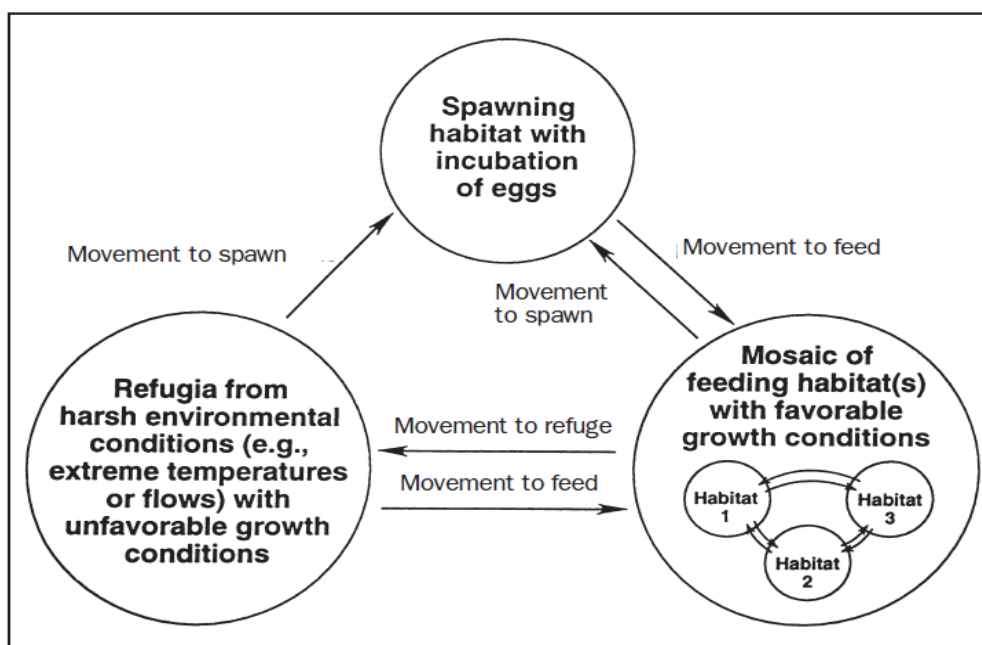 Spawning
habitat with
incubation
of eggs
Movement to spawn
Movement to feed
Movement
to spawn
Refugia from
harsh environmental
conditions (e.g.,
extreme temperatures
or flows) with
unfavorable growth
conditions
Movement to refuge
Movement to feed
Mosaic of
feeding habitat(s)
with favorable
growth conditions
Habitat
1
Habitat
3
Habitat
2